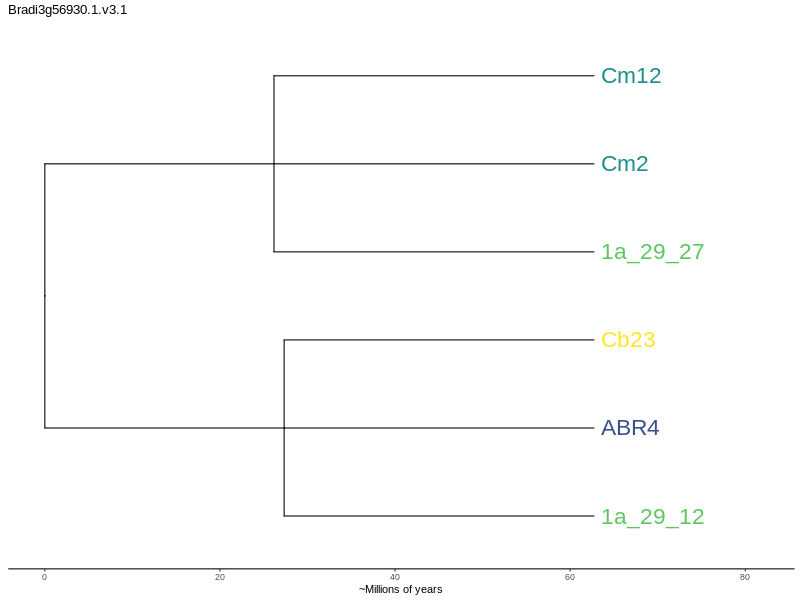 Bradi3g56930.1.v3.1
Cm12
Cm2
1a_29_27
Cb23
ABR4
1a_29_12
0 20 40 60 80
~Millions of years